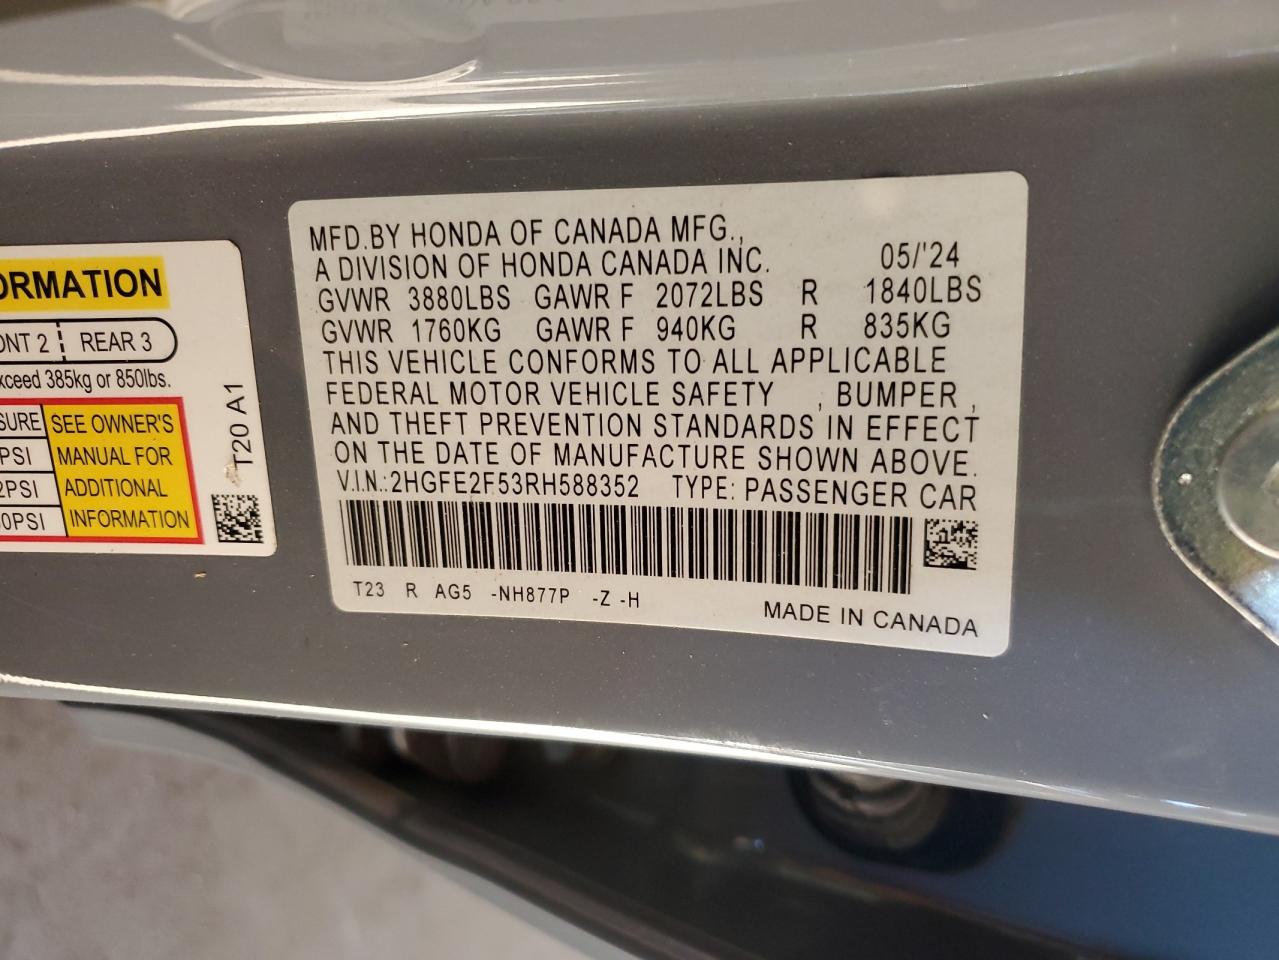 MFD.BY HONDA OF CANADA MFG.,
A DIVISION OF HONDA CANADA INC. 05/'24
GVWR 3880LBS GAWR F 2072LBS R 1840LBS
GVWR 1760KG GAWR F 940KG R 835KG
THIS VEHICLE CONFORMS TO ALL APPLICABLE
FEDERAL MOTOR VEHICLE SAFETY , BUMPER ,
AND THEFT PREVENTION STANDARDS IN EFFECT
ON THE DATE OF MANUFACTURE SHOWN ABOVE.
V.I.N.:2HGFE2F53RH588352 TYPE: PASSENGER CAR
T23 R AG5 -NH877P -Z -H
MADE IN CANADA
ORMATION
ONT 2 REAR 3
xceed 385kg or 850lbs.
SURE SEE OWNER'S
PSI MANUAL FOR
2PSI ADDITIONAL
0PSI INFORMATION
T20 A1